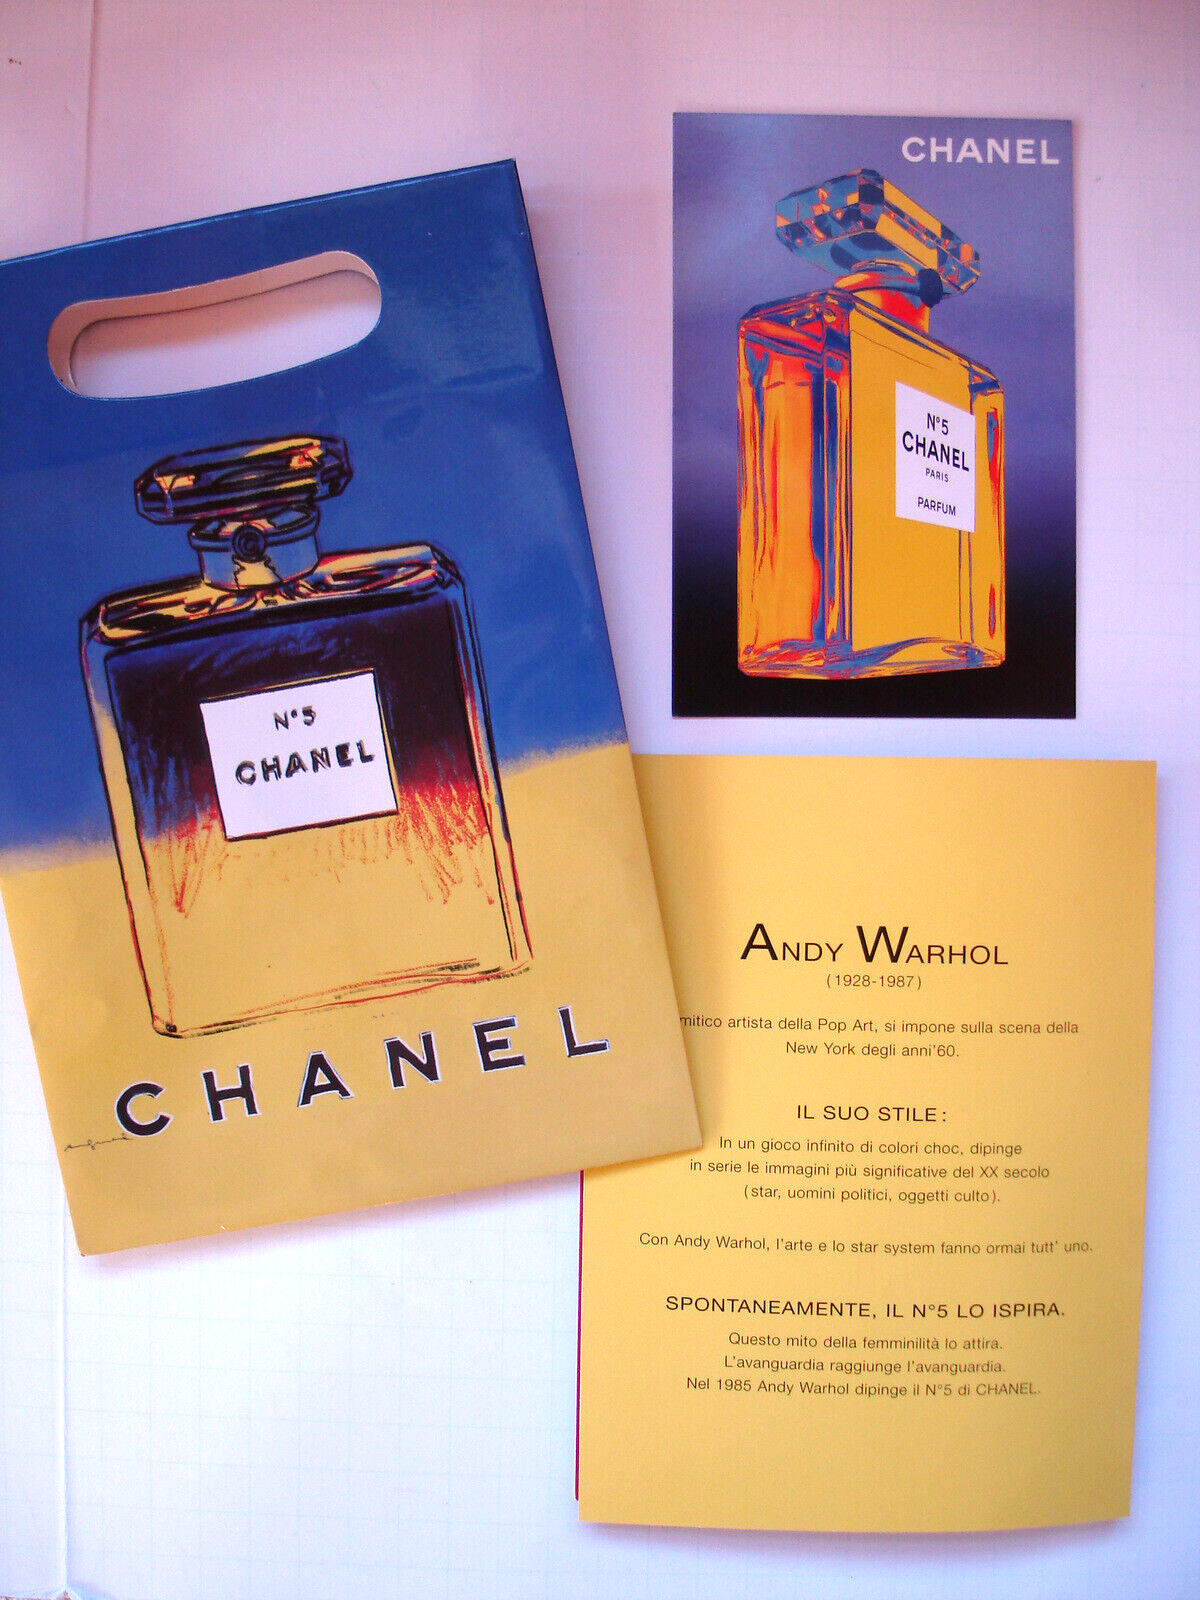 CHANEL
N°5
CHANEL
PARIS
PARFUM
N°5
CHANEL
CHANEL
ANDY WARHOL
(1928-1987)
mitico artista della Pop Art, si impone sulla scena della
New York degli anni'60.
IL SUO STILE:
In un gioco infinito di colori choc, dipinge
in serie le immagini più significative del XX secolo
(star, uomini politici, oggetti culto).
Con Andy Warhol, l'arte e lo star system fanno ormai tutt' uno.
SPONTANEAMENTE, IL N°5 LO ISPIRA.
Questo mito della femminilità lo attira.
L'avanguardia raggiunge l'avanguardia.
Nel 1985 Andy Warhol dipinge il N°5 di CHANEL.